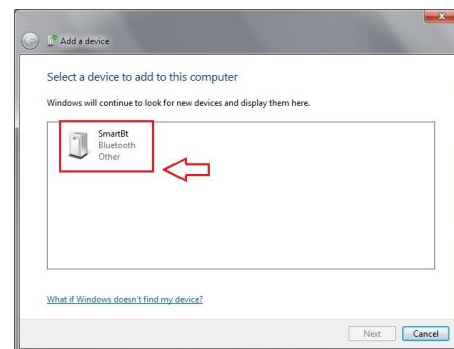 Add a device
Select a device to add to this computer
Windows will continue to look for new devices and display them here.
SmartBt
Bluetooth
Other
What if Windows doesn't find my device?
Next
Cancel